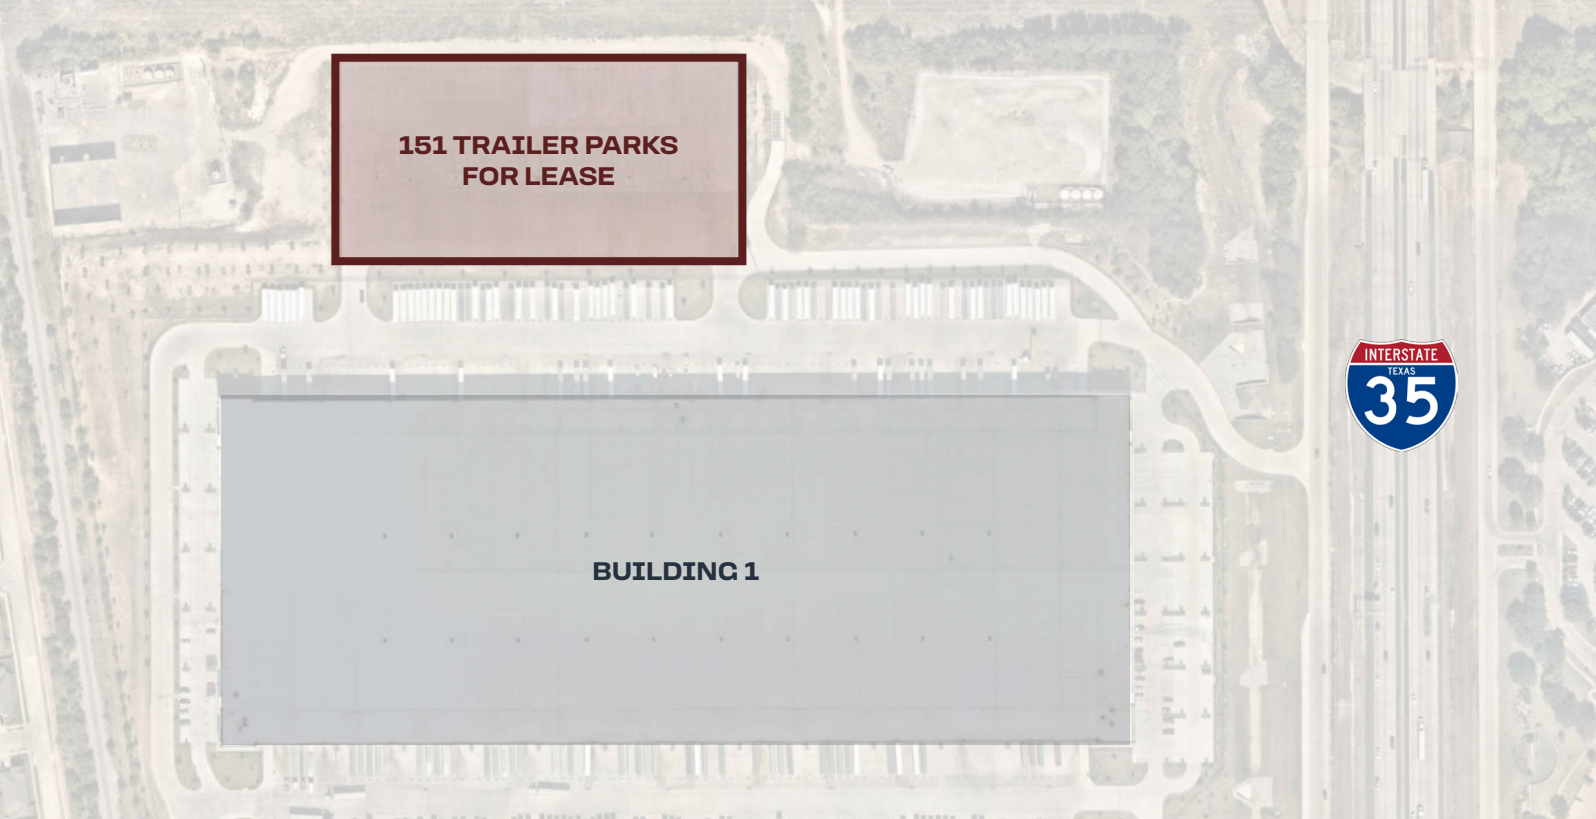 151 TRAILER PARKS
FOR LEASE
INTERSTATE
TEXAS
35
BUILDING 1